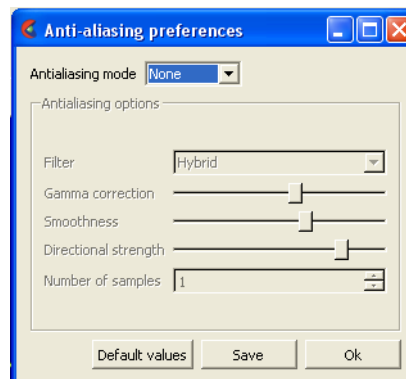 Anti-aliasing preferences
Antialiasing mode None
Antialiasing options
Filter Hybrid
Gamma correction
Smoothness
Directional strength
Number of samples 1
Default values Save Ok